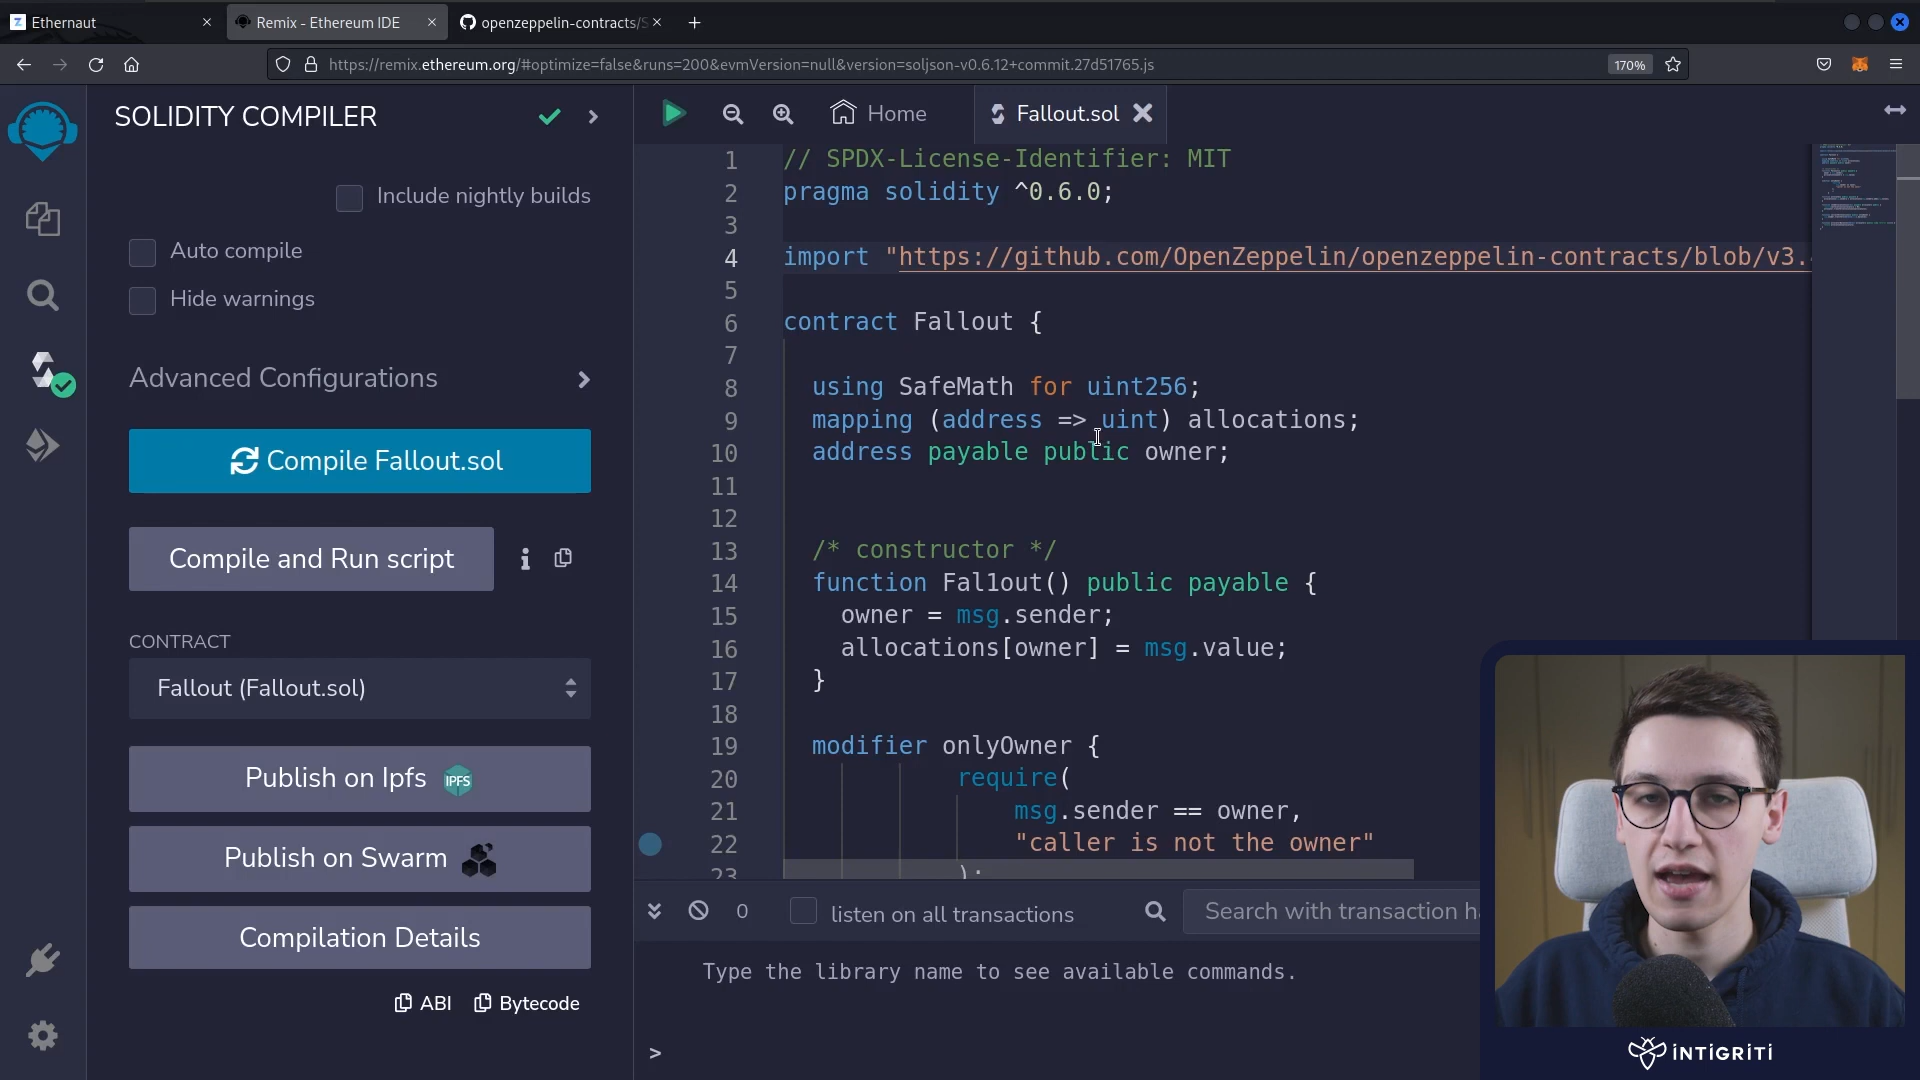 Ethernaut
Remix - Ethereum IDE
openzeppelin-contracts/S
https://remix.ethereum.org/#optimize=false&runs=200&evmVersion=null&version=soljson-v0.6.12+commit.27d51765.js
170%
SOLIDITY COMPILER
Include nightly builds
Auto compile
Hide warnings
Advanced Configurations
Compile Fallout.sol
Compile and Run script
CONTRACT
Fallout (Fallout.sol)
Publish on Ipfs
IPFS
Publish on Swarm
Compilation Details
ABI
Bytecode
Home
Fallout.sol
1 // SPDX-License-Identifier: MIT
2 pragma solidity ^0.6.0;
3
4 import "https://github.com/OpenZeppelin/openzeppelin-contracts/blob/v3.
5
6 contract Fallout {
7
8 using SafeMath for uint256;
9 mapping (address => uint) allocations;
10 address payable public owner;
11
12
13 /* constructor */
14 function Fal1out() public payable {
15 owner = msg.sender;
16 allocations[owner] = msg.value;
17 }
18
19 modifier onlyOwner {
20 require(
21 msg.sender == owner,
22 "caller is not the owner"
23 );
0
listen on all transactions
Search with transaction ha
Type the library name to see available commands.
>
INTIGRITI